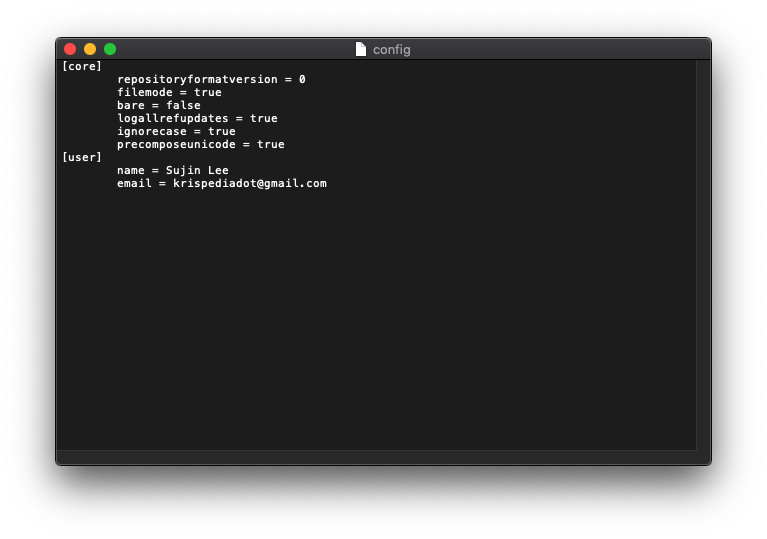 config
[core]
repositoryformatversion = 0
filemode = true
bare = false
logallrefupdates = true
ignorecase = true
precomposeunicode = true
[user]
name = Sujin Lee
email = krispediadot@gmail.com